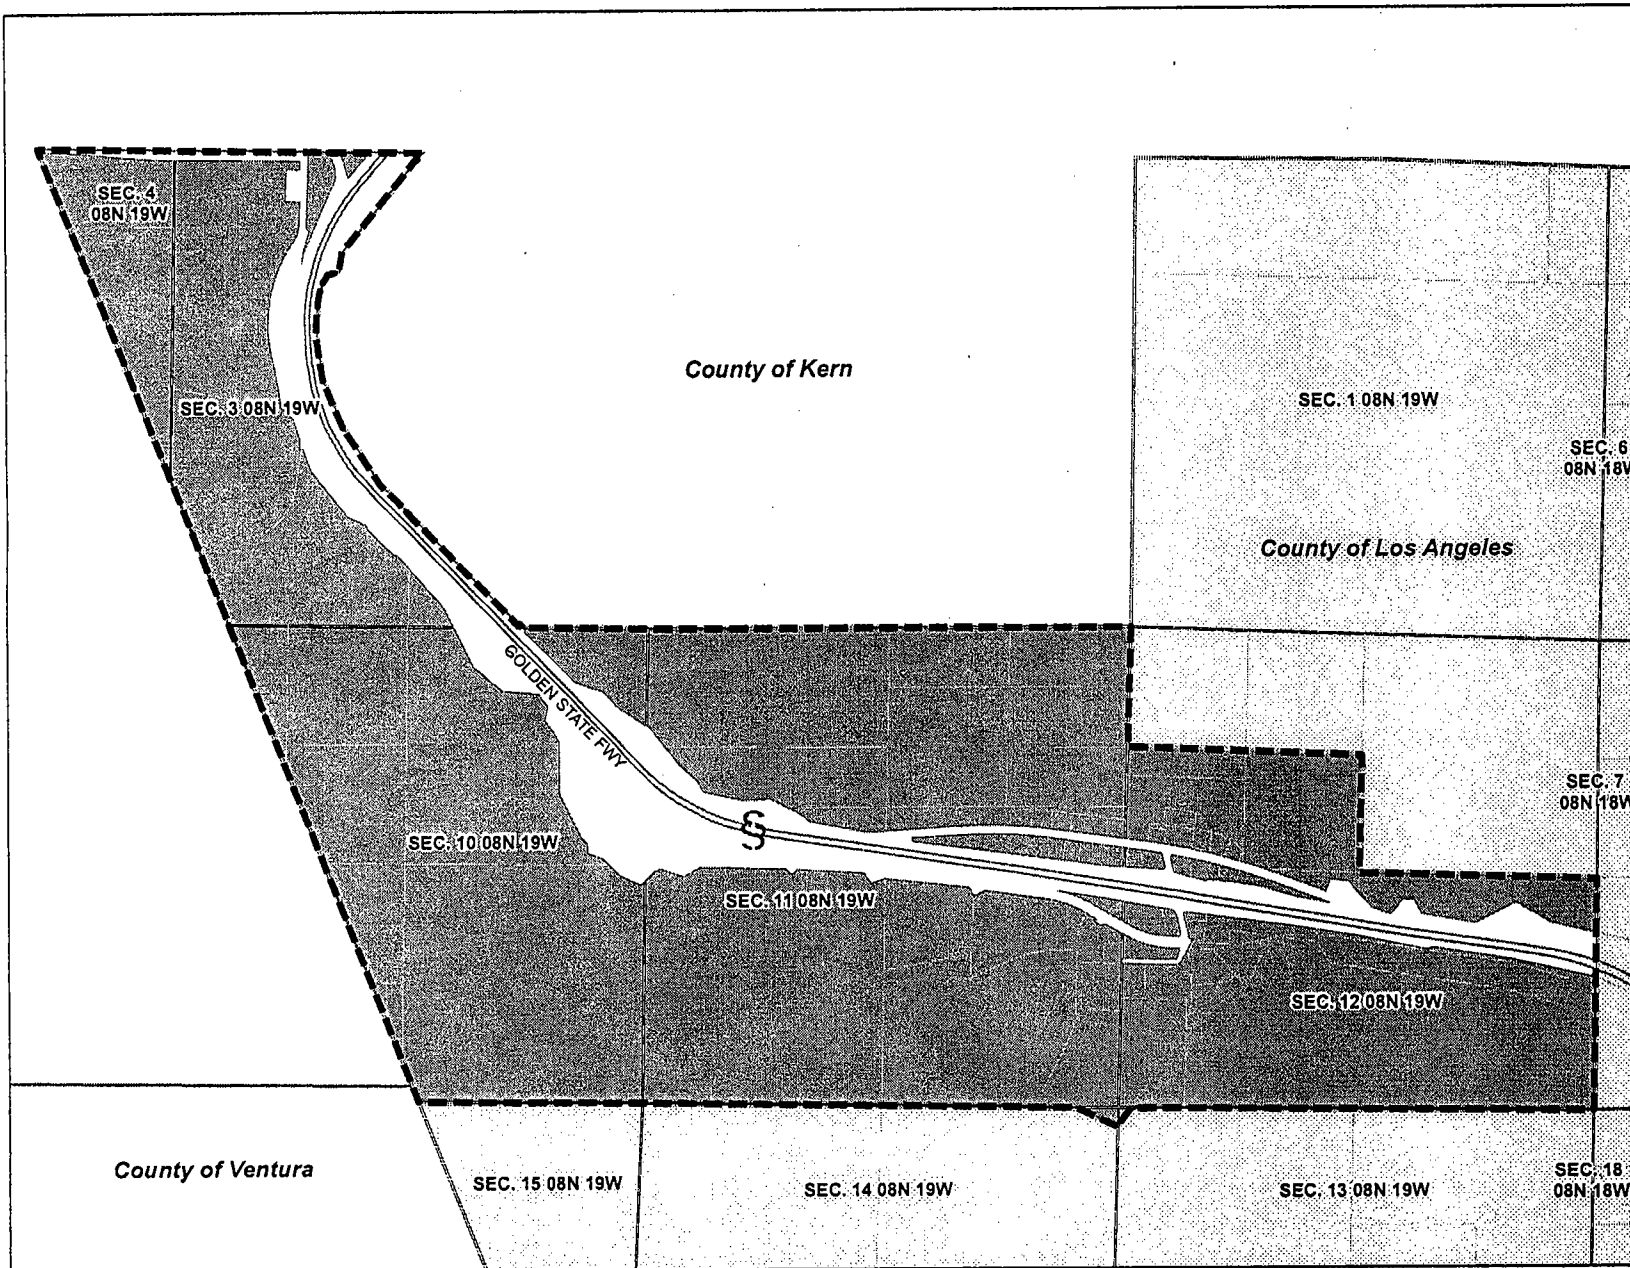 SEC. 4
08N 19W
County of Kern
SEC. 1 08N 19W
SEC. 3 08N 19W
SEC. 6
08N 18W
County of Los Angeles
GOLDEN STATE FWY
SEC. 7
08N 18W
SEC. 10 08N 19W
SEC. 11 08N 19W
SEC. 12 08N 19W
County of Ventura
SEC. 15 08N 19W
SEC. 14 08N 19W
SEC. 13 08N 19W
SEC. 18
08N 18W